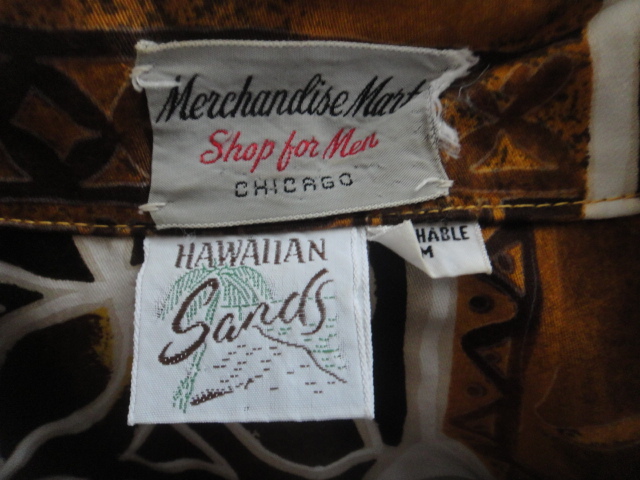 Merchandise Mart
Shop for Men
CHICAGO
HAWAIIAN
Sands
HABLE
M